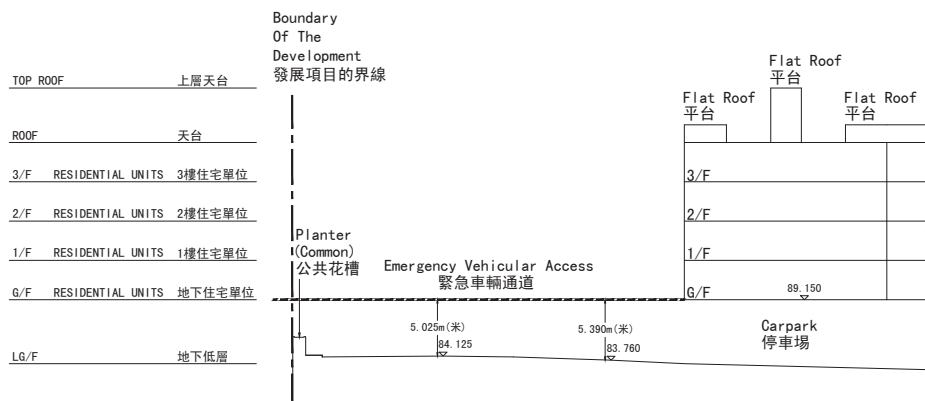 Boundary
Of The
Development
發展項目的界線
TOP ROOF 上層天台
Flat Roof
平台
Flat Roof
平台
Flat Roof
平台
ROOF 天台
3/F RESIDENTIAL UNITS 3樓住宅單位
3/F
2/F RESIDENTIAL UNITS 2樓住宅單位
2/F
1/F RESIDENTIAL UNITS 1樓住宅單位
1/F
Planter
(Common)
公共花槽
Emergency Vehicular Access
緊急車輛通道
G/F RESIDENTIAL UNITS 地下住宅單位
G/F
89.150
5.025m(米)
84.125
5.390m(米)
83.760
Carpark
停車場
LG/F 地下低層